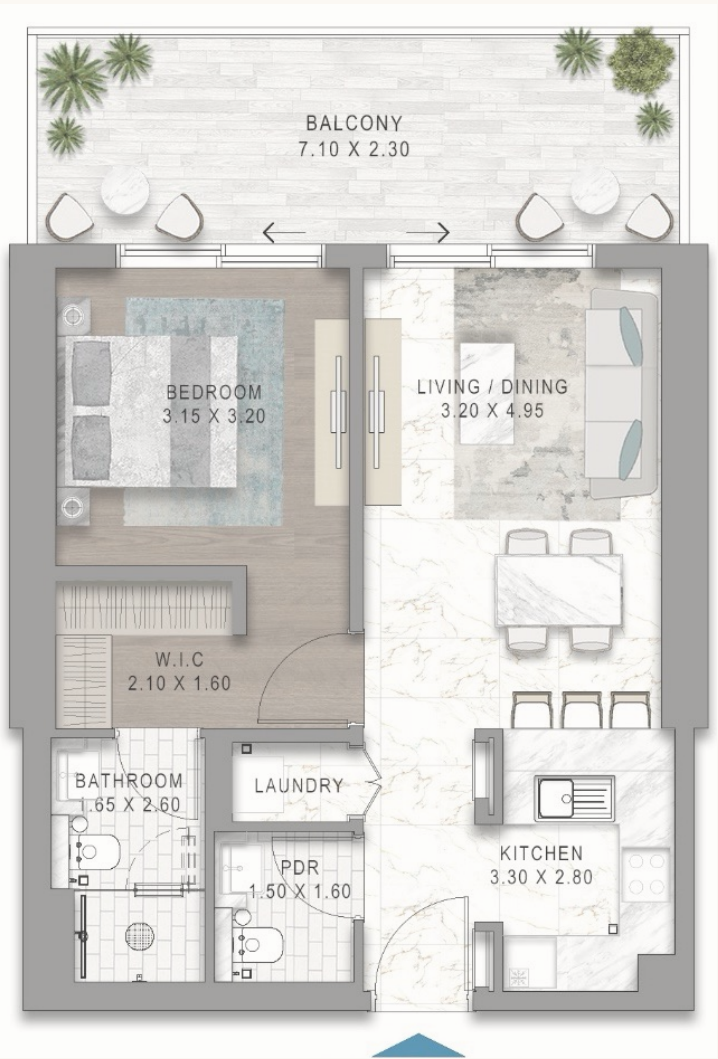 BALCONY
7.10 X 2.30
BEDROOM
3.15 X 3.20
LIVING / DINING
3.20 X 4.95
W.I.C
2.10 X 1.60
BATHROOM
1.65 X 2.60
LAUNDRY
PDR
1.50 X 1.60
KITCHEN
3.30 X 2.80